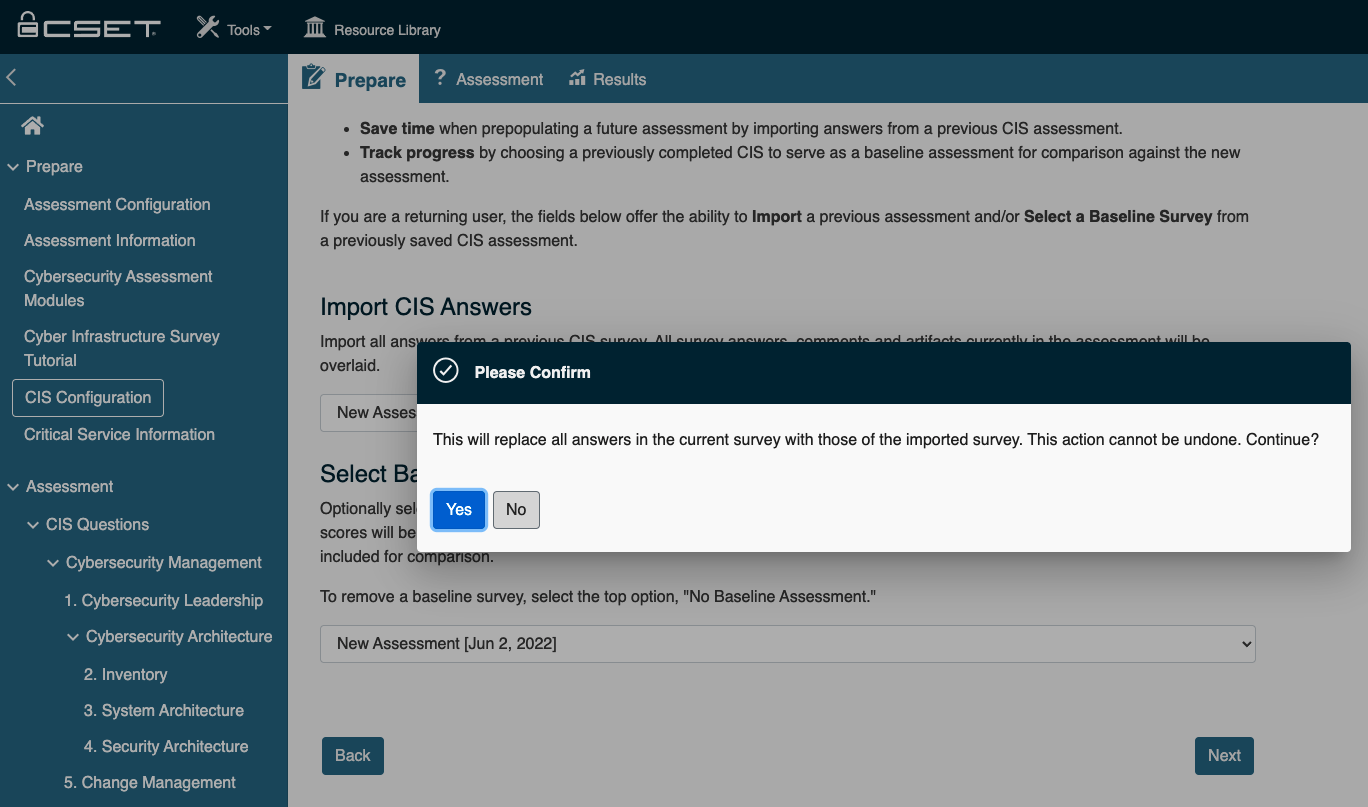 CSET
Tools
Resource Library
Prepare
Assessment
Results
Prepare
Assessment Configuration
Assessment Information
Cybersecurity Assessment
Modules
Cyber Infrastructure Survey
Tutorial
CIS Configuration
Critical Service Information
Assessment
CIS Questions
Cybersecurity Management
1. Cybersecurity Leadership
Cybersecurity Architecture
2. Inventory
3. System Architecture
4. Security Architecture
5. Change Management
• Save time when prepopulating a future assessment by importing answers from a previous CIS assessment.
• Track progress by choosing a previously completed CIS to serve as a baseline assessment for comparison against the new
assessment.
If you are a returning user, the fields below offer the ability to Import a previous assessment and/or Select a Baseline Survey from
a previously saved CIS assessment.
Import CIS Answers
Import all answers from a previous CIS survey. All survey answers, comments and artifacts currently in the assessment will be
overlaid.
New Asses
Please Confirm
This will replace all answers in the current survey with those of the imported survey. This action cannot be undone. Continue?
Yes
No
Select Ba
Optionally sel
scores will be
included for comparison.
To remove a baseline survey, select the top option, "No Baseline Assessment."
New Assessment [Jun 2, 2022]
Back
Next